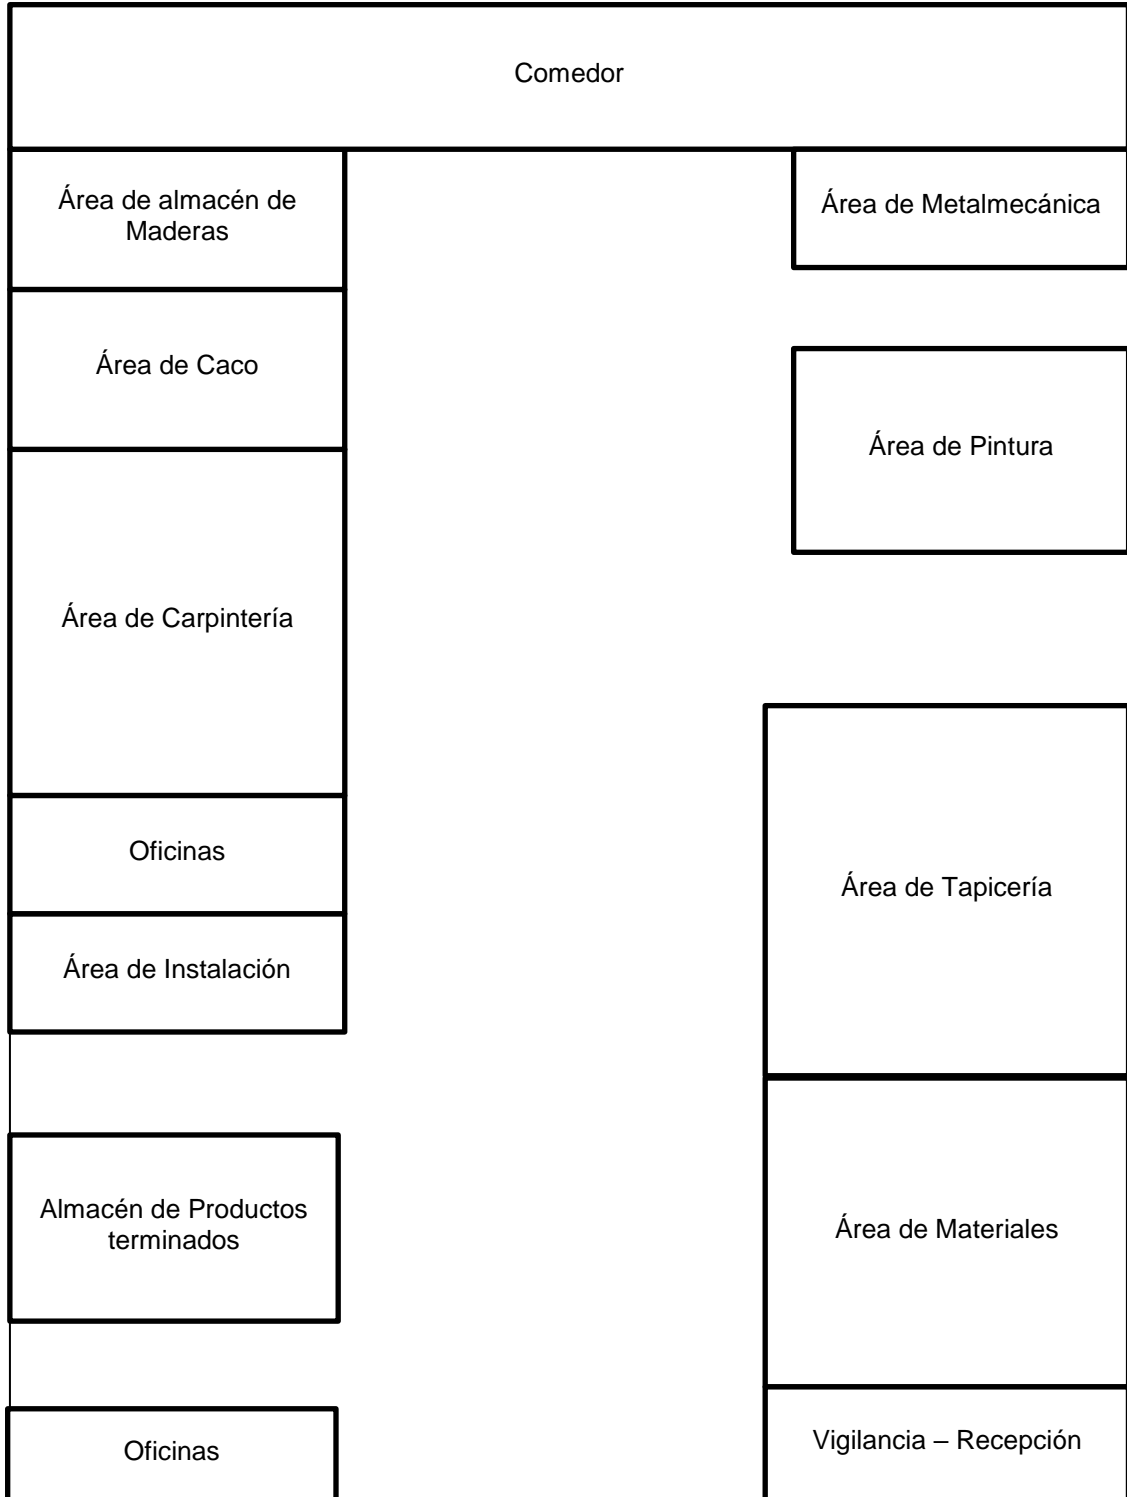 Comedor
Área de almacén de
Maderas
Área de Metalmecánica
Área de Caco
Área de Pintura
Área de Carpintería
Oficinas
Área de Tapicería
Área de Instalación
Almacén de Productos
terminados
Área de Materiales
Oficinas
Vigilancia – Recepción